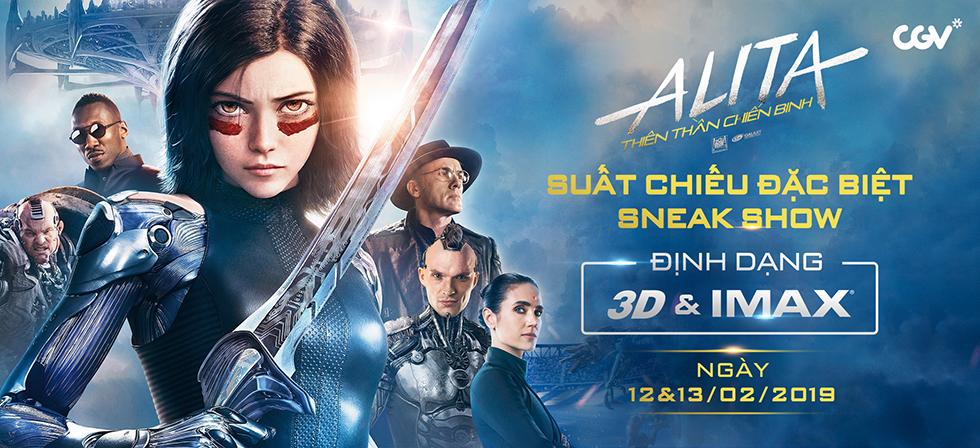 CGV*
ALITA
THIÊN THẦN CHIẾN BINH
SUẤT CHIẾU ĐẶC BIỆT
SNEAK SHOW
ĐỊNH DẠNG
3D & IMAX®
NGÀY
12&13/02/2019